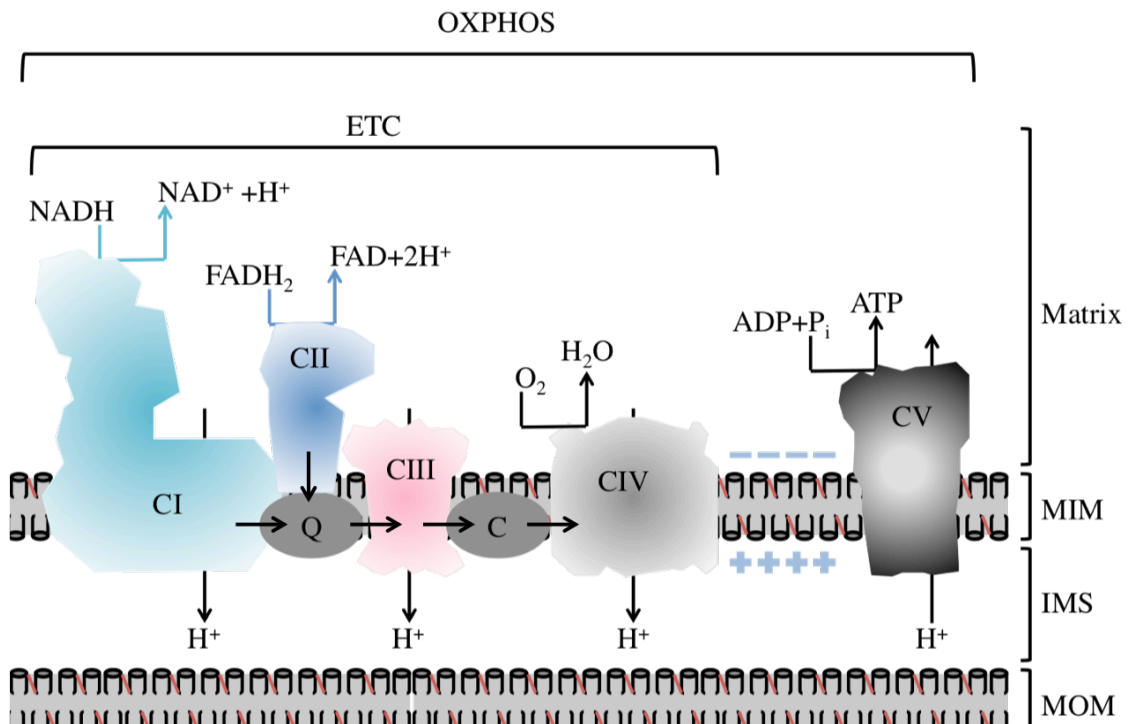 OXPHOS
ETC
NADH
NAD⁺ +H⁺
FADH₂
FAD+2H⁺
CII
ADP+Pᵢ
ATP
O₂
H₂O
Matrix
CV
CI
CIII
CIV
Q
C
MIM
IMS
H⁺
H⁺
H⁺
H⁺
MOM